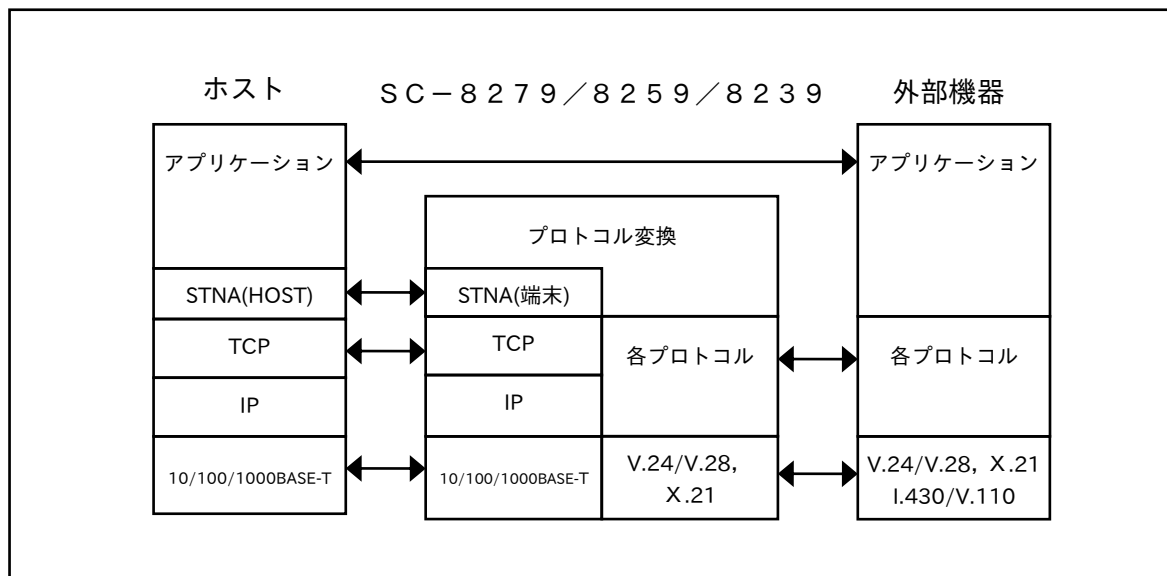 ホスト
SC－8279／8259／8239
外部機器
アプリケーション
アプリケーション
プロトコル変換
STNA(HOST)
STNA(端末)
TCP
TCP
各プロトコル
各プロトコル
IP
IP
10/100/1000BASE-T
10/100/1000BASE-T
V.24/V.28,
X.21
V.24/V.28, X.21
I.430/V.110